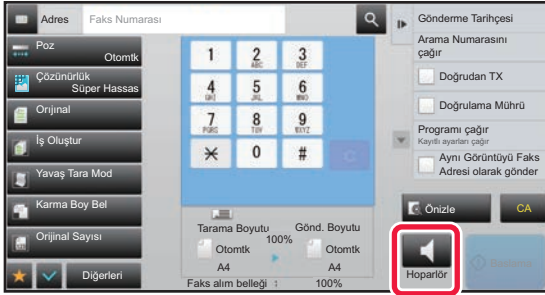 Adres
Faks Numarası
Poz
Otomtk
Çözünürlük
Süper Hassas
Orijinal
İş Oluştur
Yavaş Tara Mod
Karma Boy Bel
Orijinal Sayısı
Diğerleri
1
2
ABC
3
DEF
4
GHI
5
JKL
6
MNO
7
PQRS
8
TUV
9
WXYZ
0
#
C
Tarama Boyutu
Gönd. Boyutu
100%
Otomtk
Otomtk
A4
A4
Faks alım belleği : 100%
Gönderme Tarihçesi
Arama Numarasını
çağır
Doğrudan TX
Doğrulama Mührü
Programı çağır
Kayıtlı ayarları çağır
Aynı Görüntüyü Faks
Adresi olarak gönder
Önizle
CA
Hoparlör